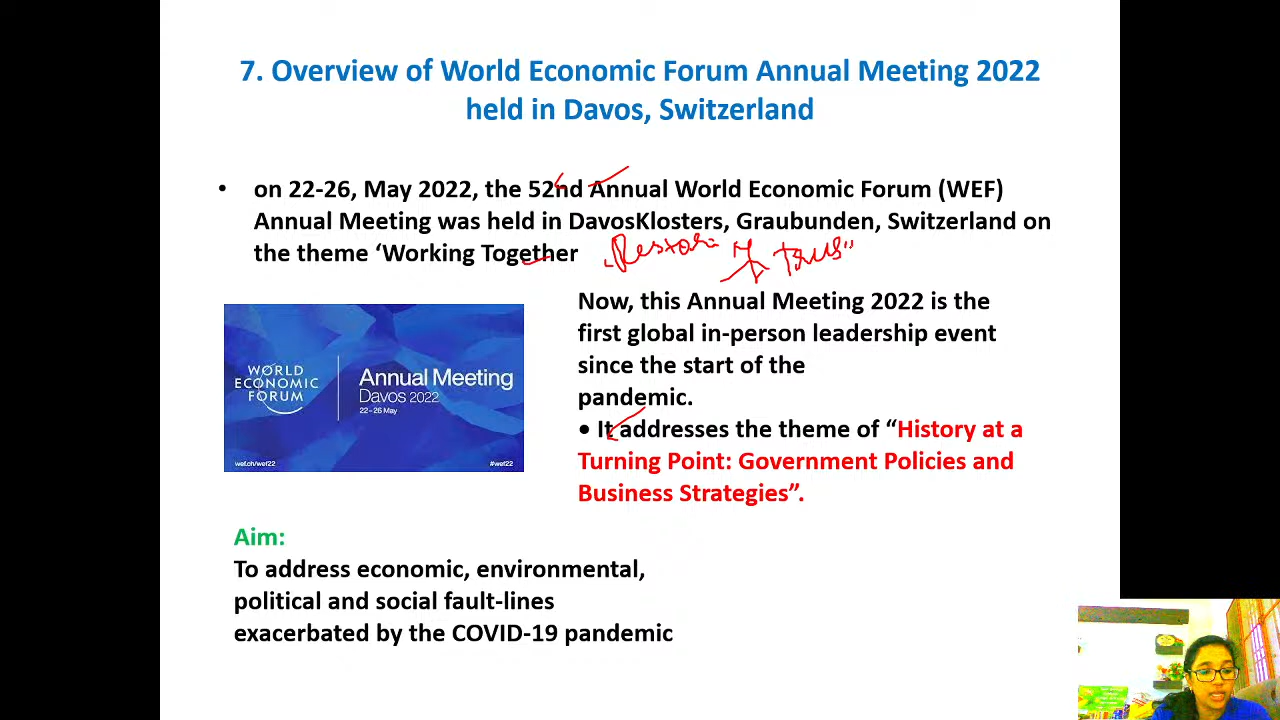 7. Overview of World Economic Forum Annual Meeting 2022
held in Davos, Switzerland
• on 22-26, May 2022, the 52nd Annual World Economic Forum (WEF)
Annual Meeting was held in DavosKlosters, Graubunden, Switzerland on
the theme ‘Working Together
Now, this Annual Meeting 2022 is the
first global in-person leadership event
since the start of the
pandemic.
• It addresses the theme of “History at a
Turning Point: Government Policies and
Business Strategies”.
WORLD
ECONOMIC
FORUM
Annual Meeting
Davos 2022
22-26 May
wef.ch/wef22
#wef22
Aim:
To address economic, environmental,
political and social fault-lines
exacerbated by the COVID-19 pandemic